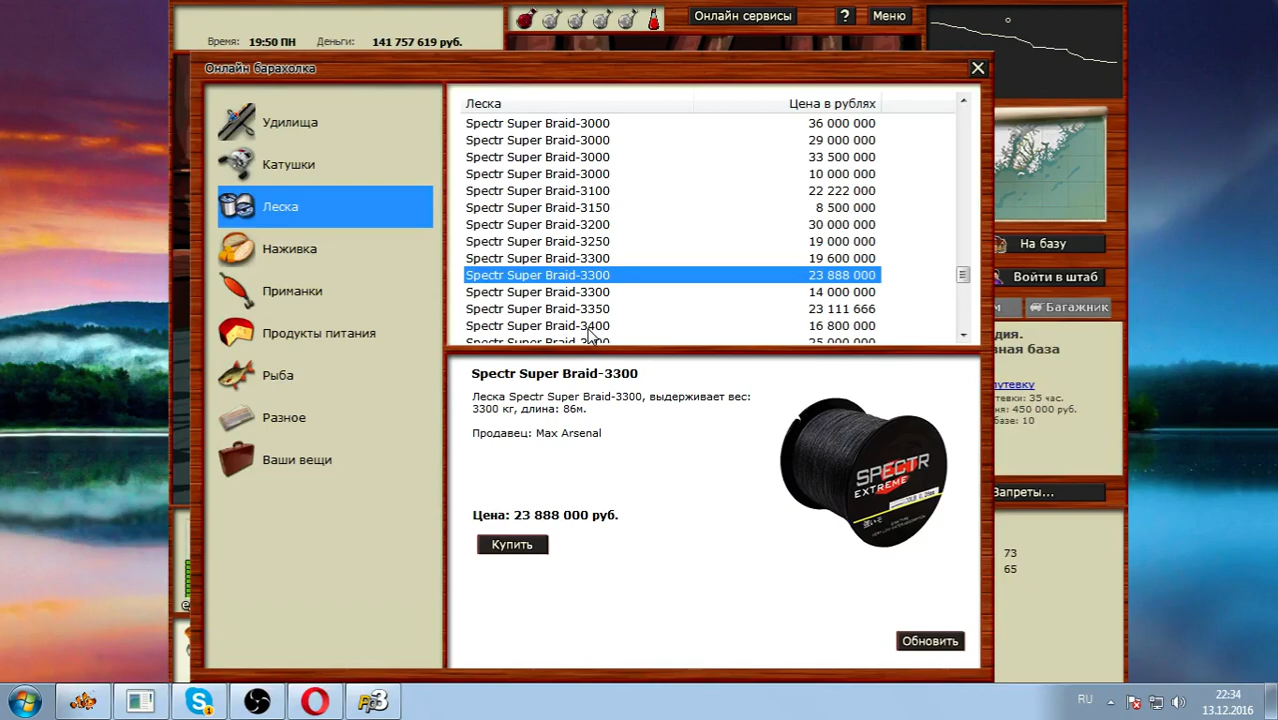 Время: 19:50 ПН Деньги: 141 757 619 руб.
Онлайн сервисы ? Меню
Онлайн барахолка
Удилища
Катушки
Леска
Наживка
Приманки
Продукты питания
Рыба
Разное
Ваши вещи
Леска Цена в рублях
Spectr Super Braid-3000 36 000 000
Spectr Super Braid-3000 29 000 000
Spectr Super Braid-3000 33 500 000
Spectr Super Braid-3000 10 000 000
Spectr Super Braid-3100 22 222 000
Spectr Super Braid-3150 8 500 000
Spectr Super Braid-3200 30 000 000
Spectr Super Braid-3250 19 000 000
Spectr Super Braid-3300 19 600 000
Spectr Super Braid-3300 23 888 000
Spectr Super Braid-3300 14 000 000
Spectr Super Braid-3350 23 111 666
Spectr Super Braid-3400 16 800 000
Spectr Super 25 000 000
Spectr Super Braid-3300
Леска Spectr Super Braid-3300, выдерживает вес:
3300 кг, длина: 86м.
Продавец: Max Arsenal
Цена: 23 888 000 руб.
Купить
SPECTR
EXTREME
Обновить
На базу
Войти в штаб
Багажник
Запреты...
35 час.
450 000 руб.
базе: 10
73
65
RU
22:34
13.12.2016